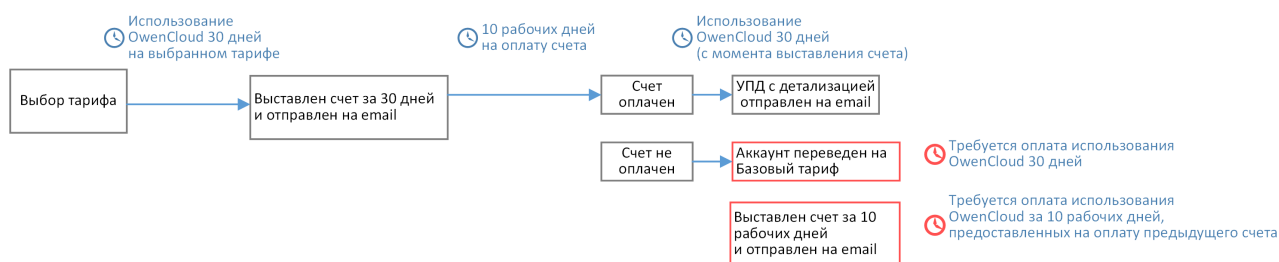 Использование
OwenCloud 30 дней
на выбранном тарифе
10 рабочих дней
на оплату счета
Использование
OwenCloud 30 дней
(с момента выставления счета)
Выбор тарифа
Выставлен счет за 30 дней
и отправлен на email
Счет
оплачен
УПД с детализацией
отправлен на email
Счет не
оплачен
Аккаунт переведен на
Базовый тариф
Требуется оплата использования
OwenCloud 30 дней
Выставлен счет за 10
рабочих дней
и отправлен на email
Требуется оплата использования
OwenCloud за 10 рабочих дней,
предоставленных на оплату предыдущего счета